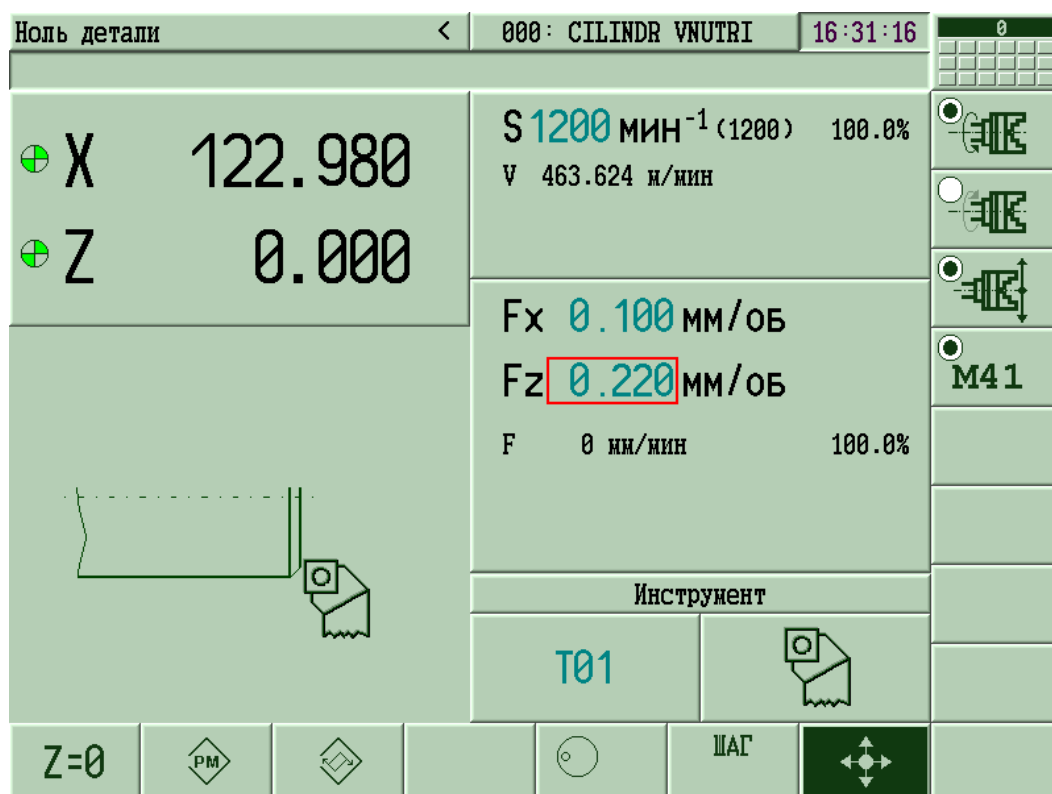 Ноль детали <
000: CILINDR VNUTRI
16:31:16
0
X 122.980
Z 0.000
S 1200 мин-1 (1200) 100.0%
V 463.624 м/мин
Fx 0.100 мм/об
Fz 0.220 мм/об
F 0 мм/мин 100.0%
M41
Инструмент
T01
Z=0
PM
ШАГ